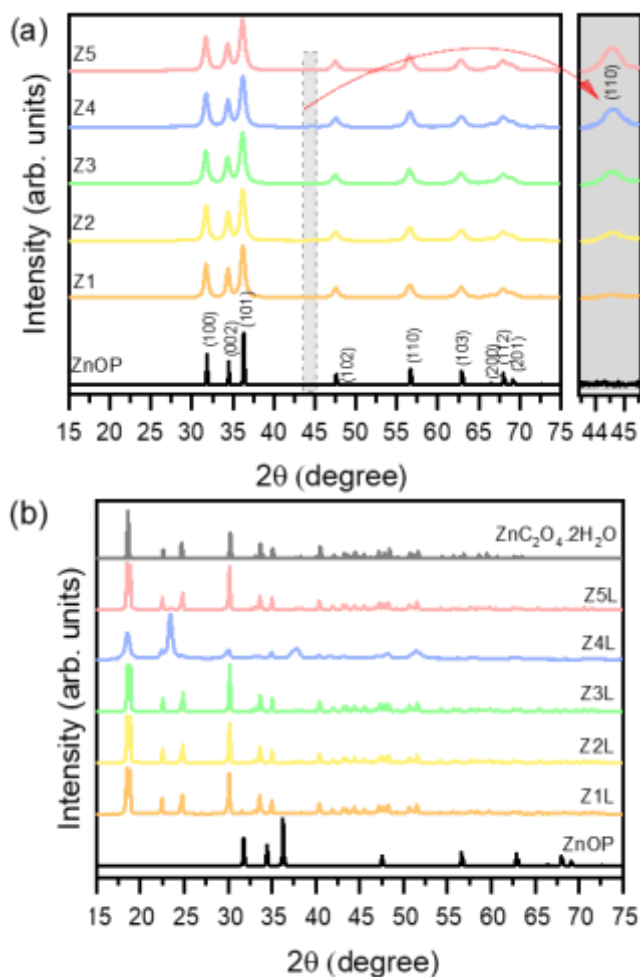 (a)
Intensity (arb. units)
Z5
Z4
Z3
Z2
Z1
ZnOP
(100)
(002)
(101)
(102)
(110)
(103)
(200)
(112)
(201)
(110)
15 20 25 30 35 40 45 50 55 60 65 70 75
44 45
2θ (degree)
(b)
Intensity (arb. units)
ZnC₂O₄.2H₂O
Z5L
Z4L
Z3L
Z2L
Z1L
ZnOP
15 20 25 30 35 40 45 50 55 60 65 70 75
2θ (degree)